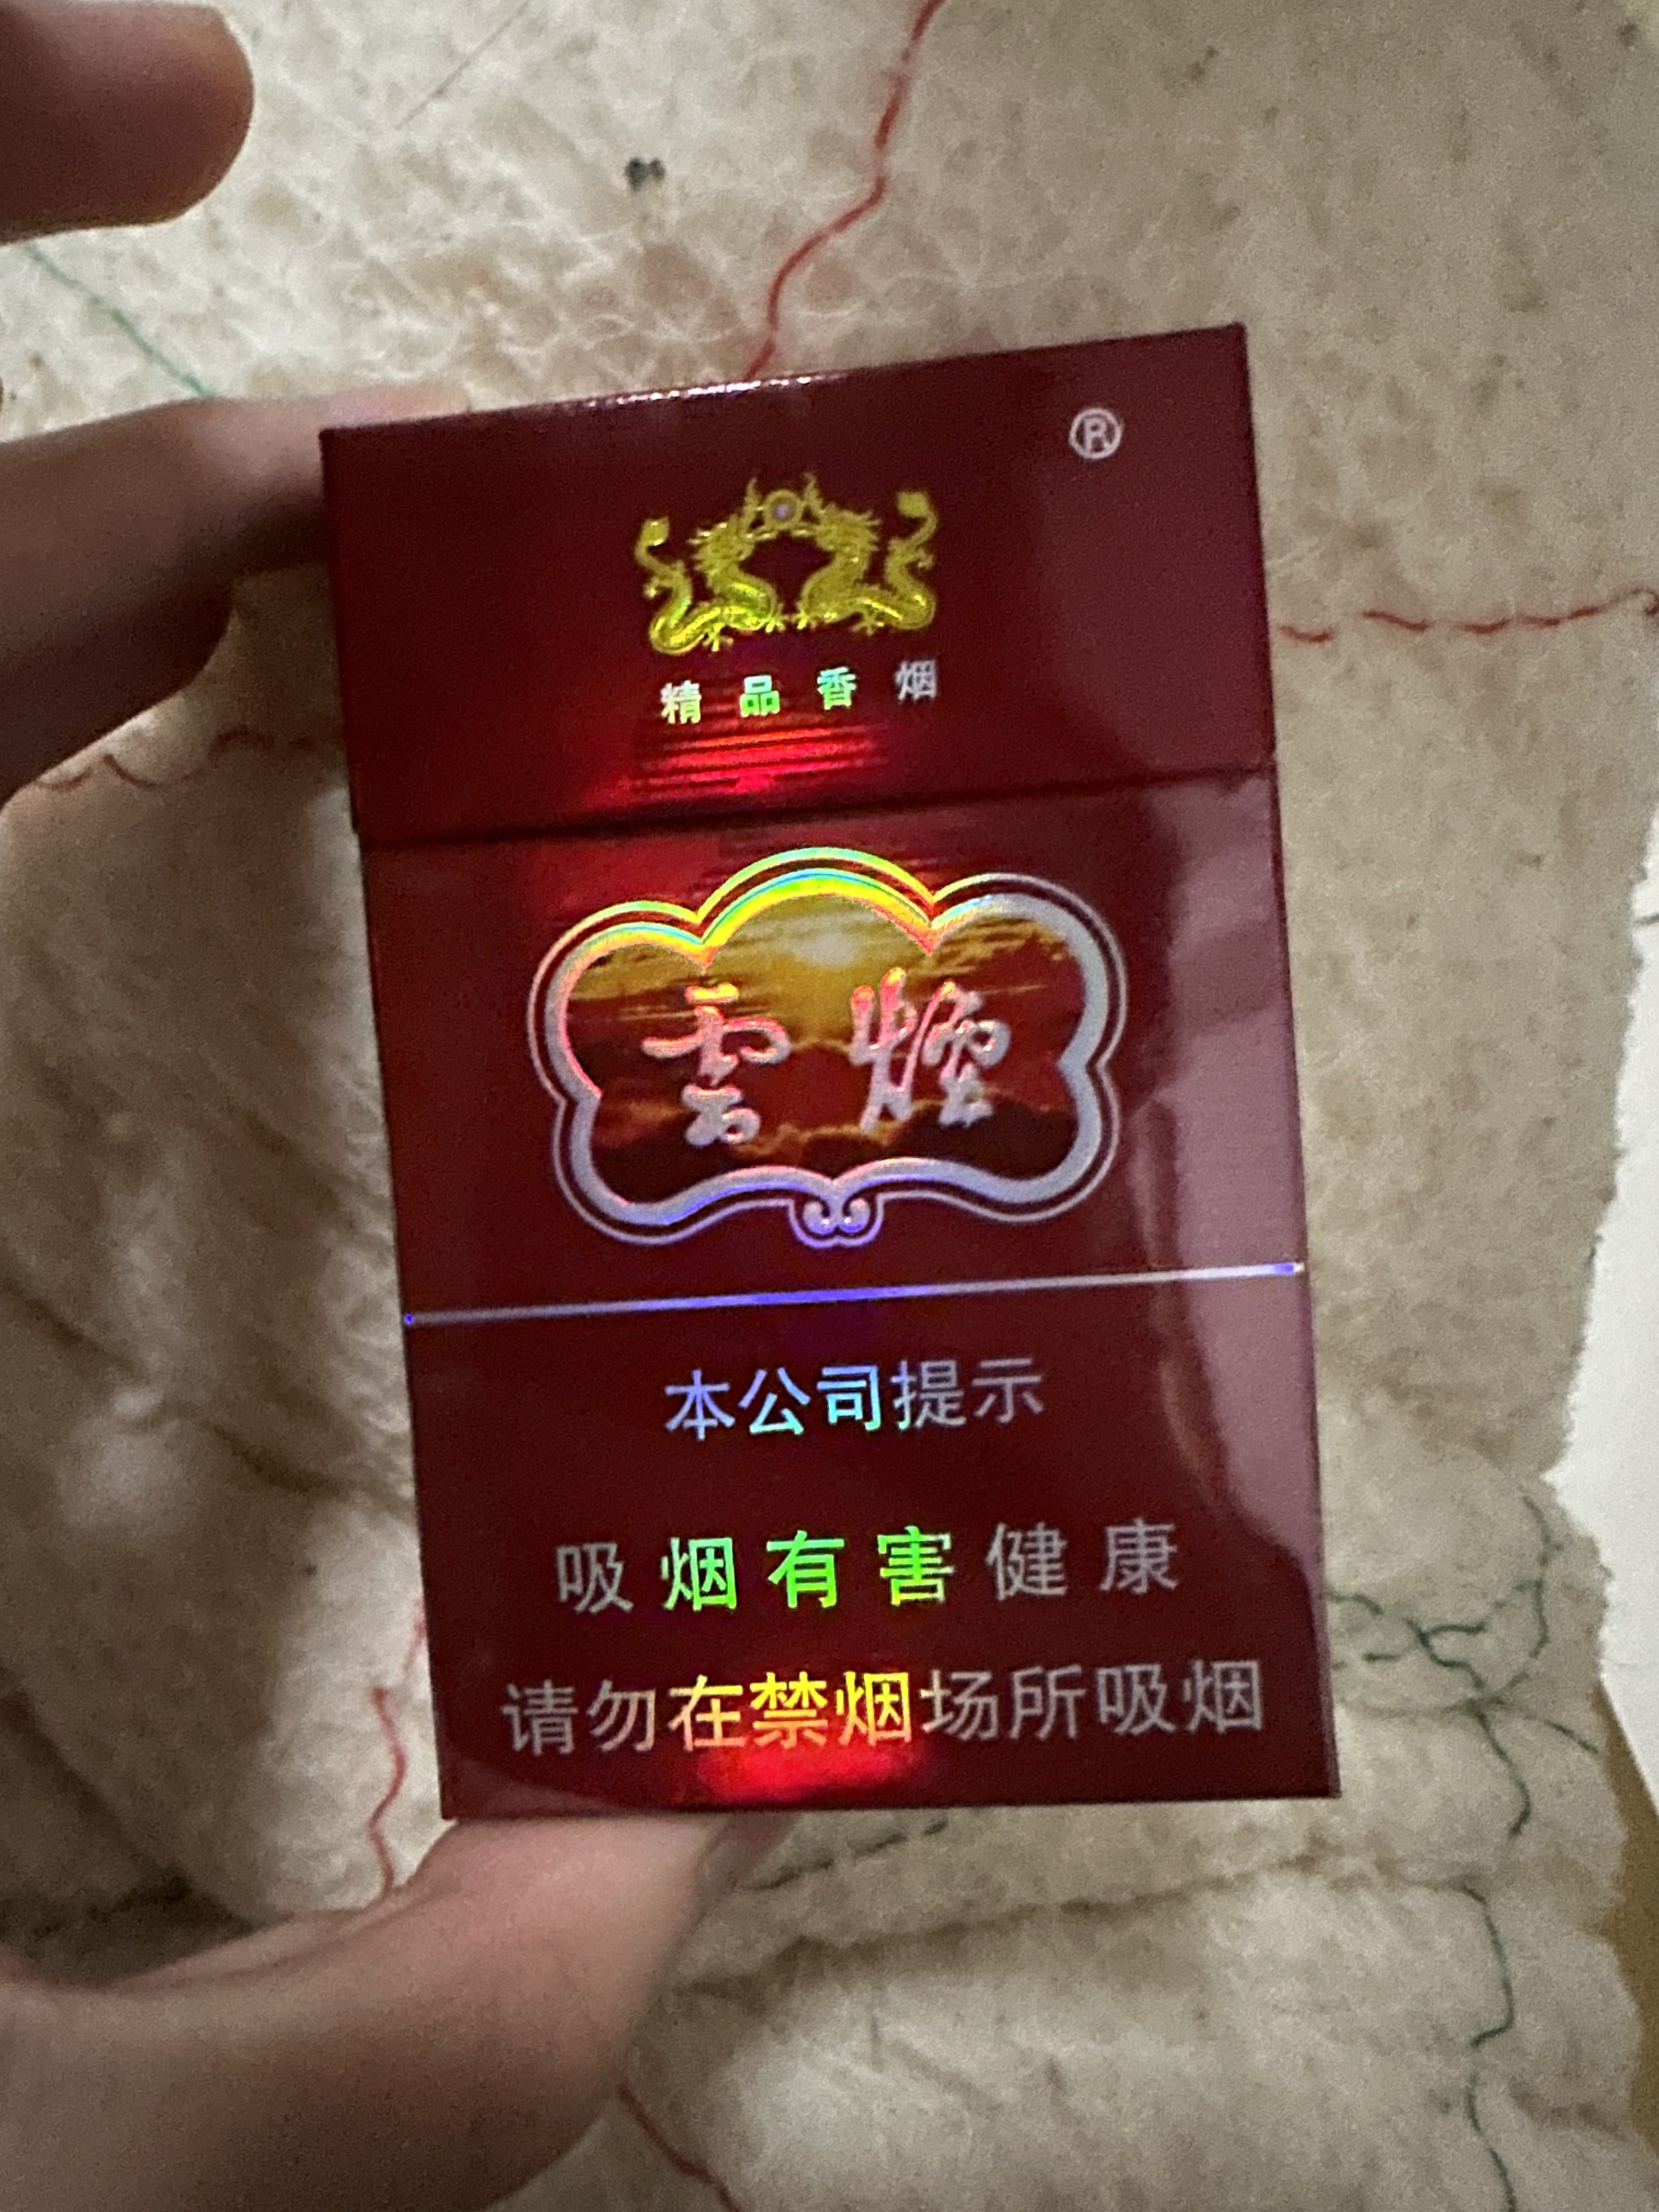 ®
精品香烟
雲煙
本公司提示
吸烟有害健康
请勿在禁烟场所吸烟